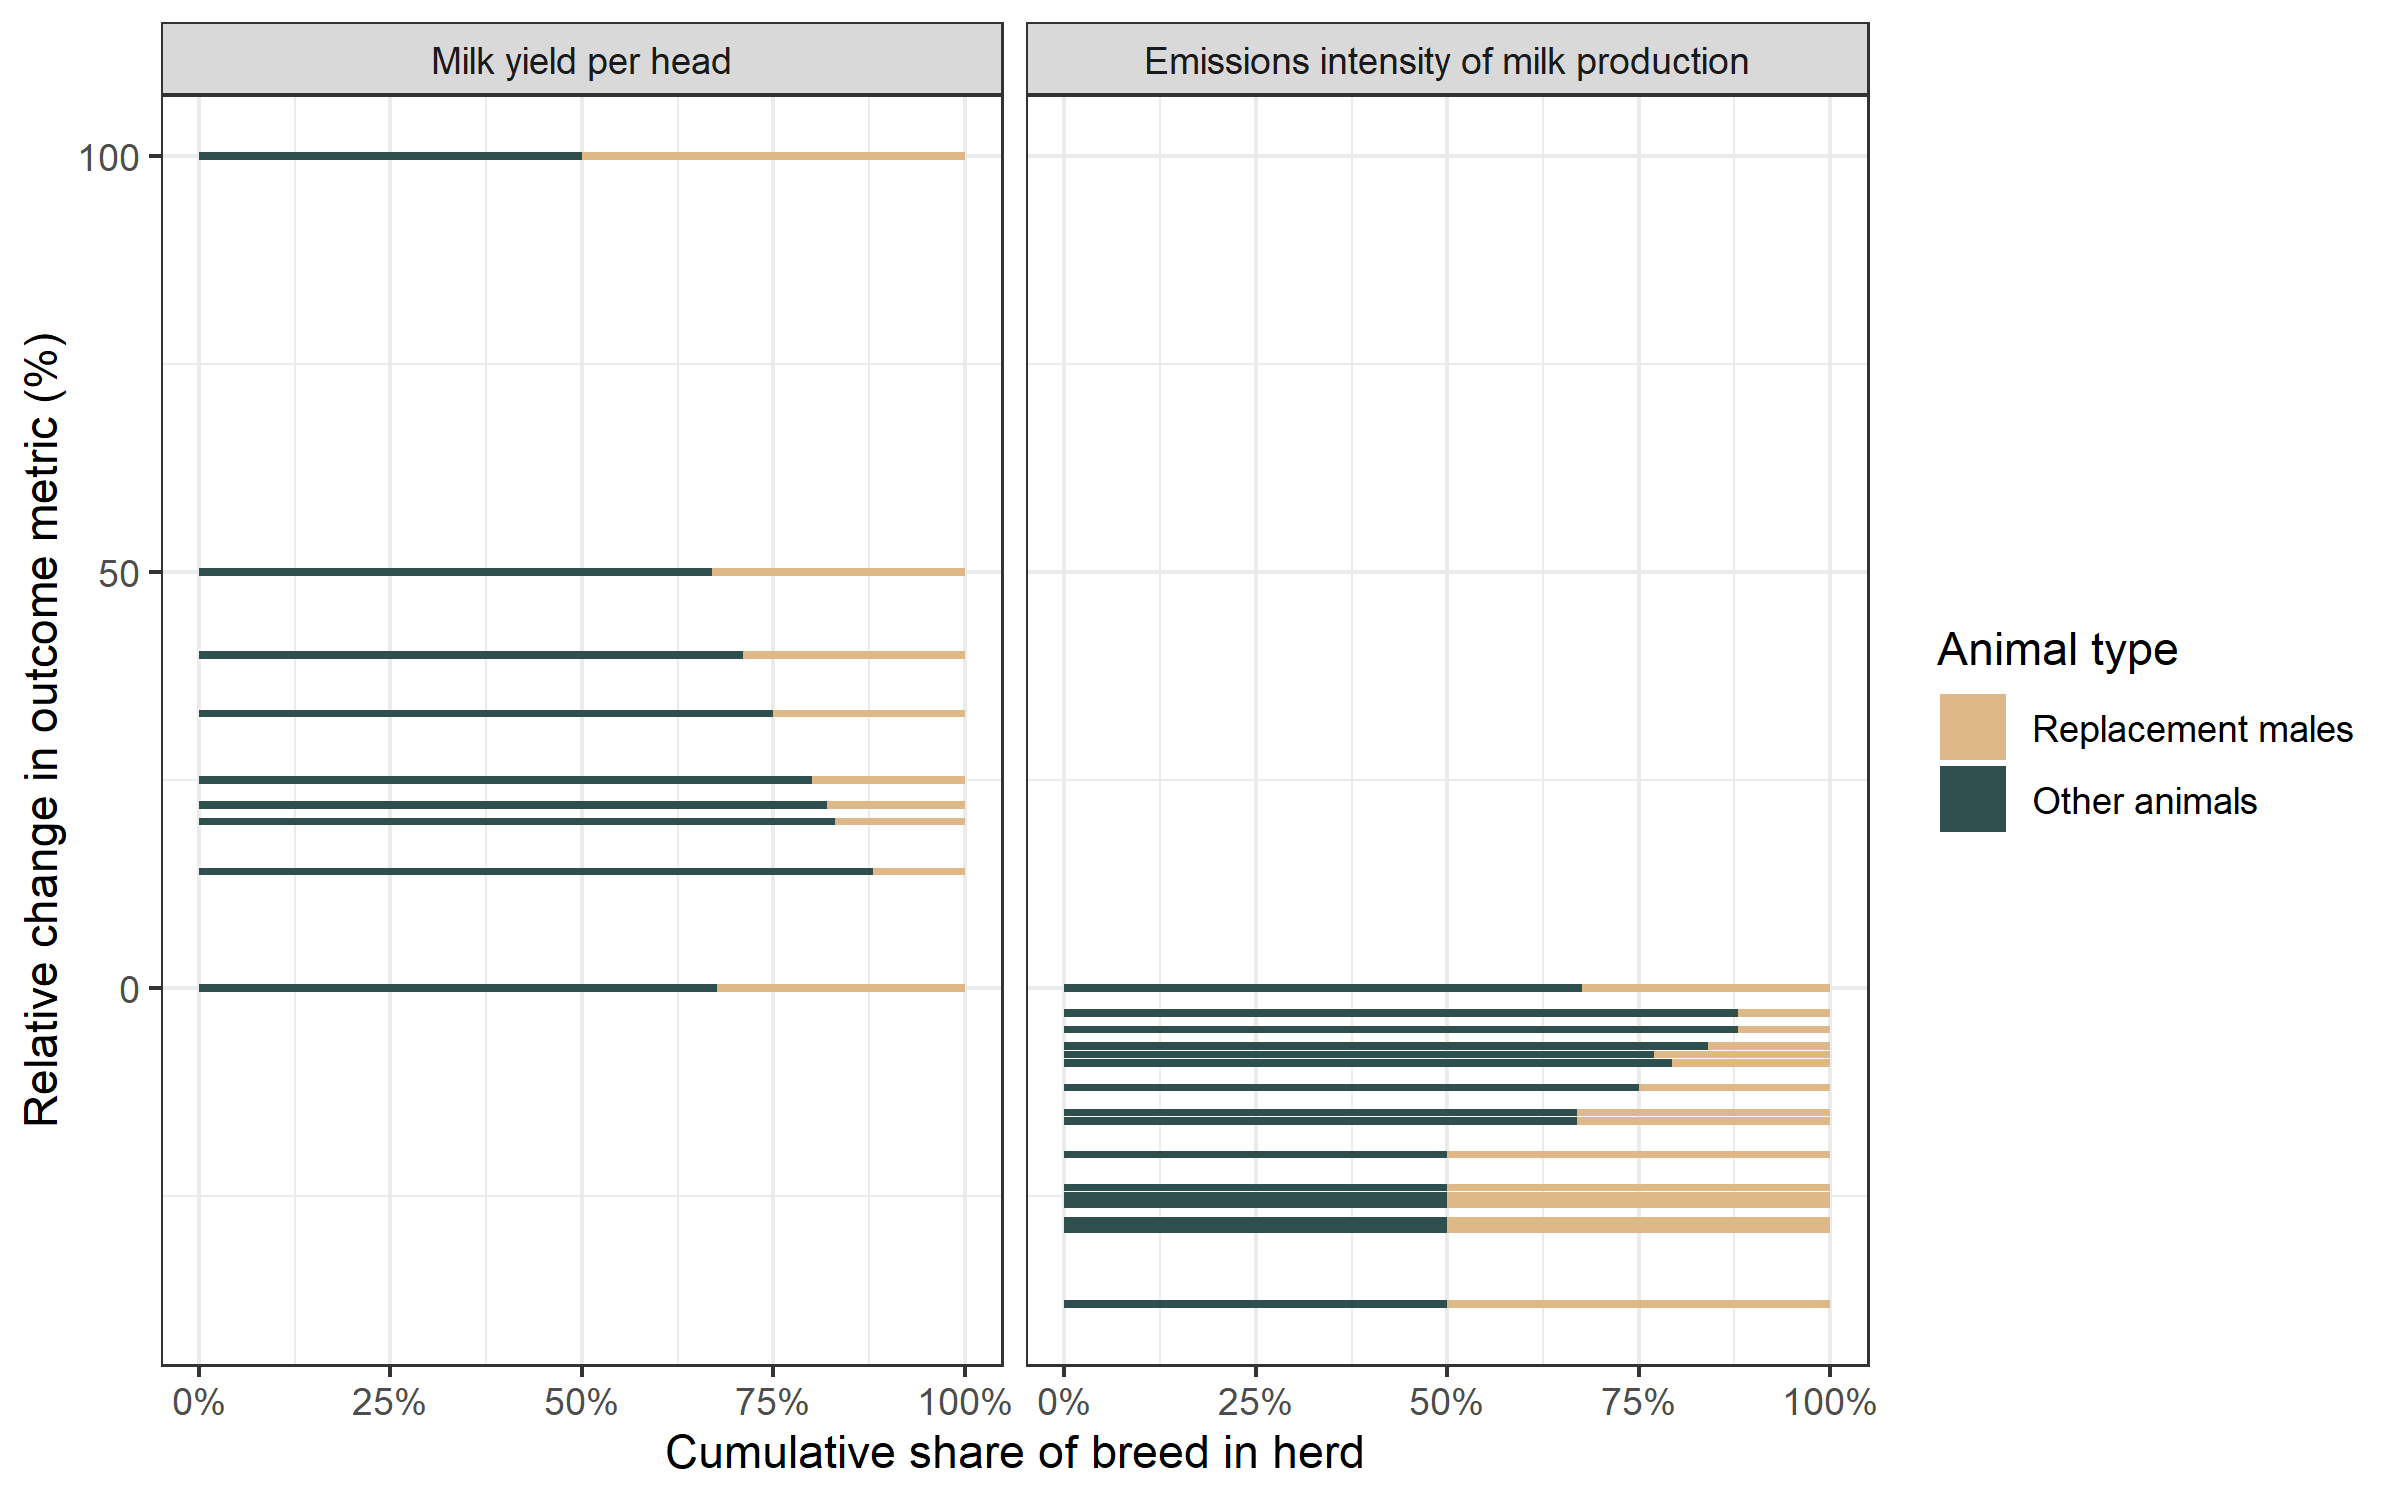 Milk yield per head
Emissions intensity of milk production
Relative change in outcome metric (%)
100
50
0
0% 25% 50% 75% 100%
0% 25% 50% 75% 100%
Cumulative share of breed in herd
Animal type
Replacement males
Other animals